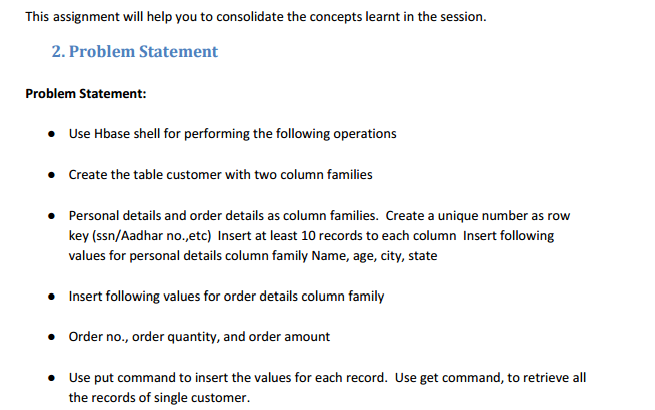 This assignment will help you to consolidate the concepts learnt in the session.
2. Problem Statement
Problem Statement:
● Use Hbase shell for performing the following operations
● Create the table customer with two column families
● Personal details and order details as column families. Create a unique number as row
key (ssn/Aadhar no.,etc) Insert at least 10 records to each column Insert following
values for personal details column family Name, age, city, state
● Insert following values for order details column family
● Order no., order quantity, and order amount
● Use put command to insert the values for each record. Use get command, to retrieve all
the records of single customer.